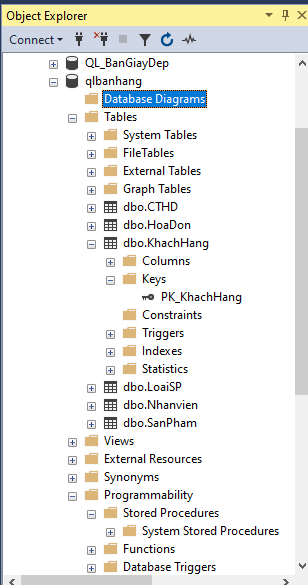 Object Explorer
Connect
QL_BanGiayDep
qlbanhang
Database Diagrams
Tables
System Tables
FileTables
External Tables
Graph Tables
dbo.CTHD
dbo.HoaDon
dbo.KhachHang
Columns
Keys
PK_KhachHang
Constraints
Triggers
Indexes
Statistics
dbo.LoaiSP
dbo.Nhanvien
dbo.SanPham
Views
External Resources
Synonyms
Programmability
Stored Procedures
System Stored Procedures
Functions
Database Triggers